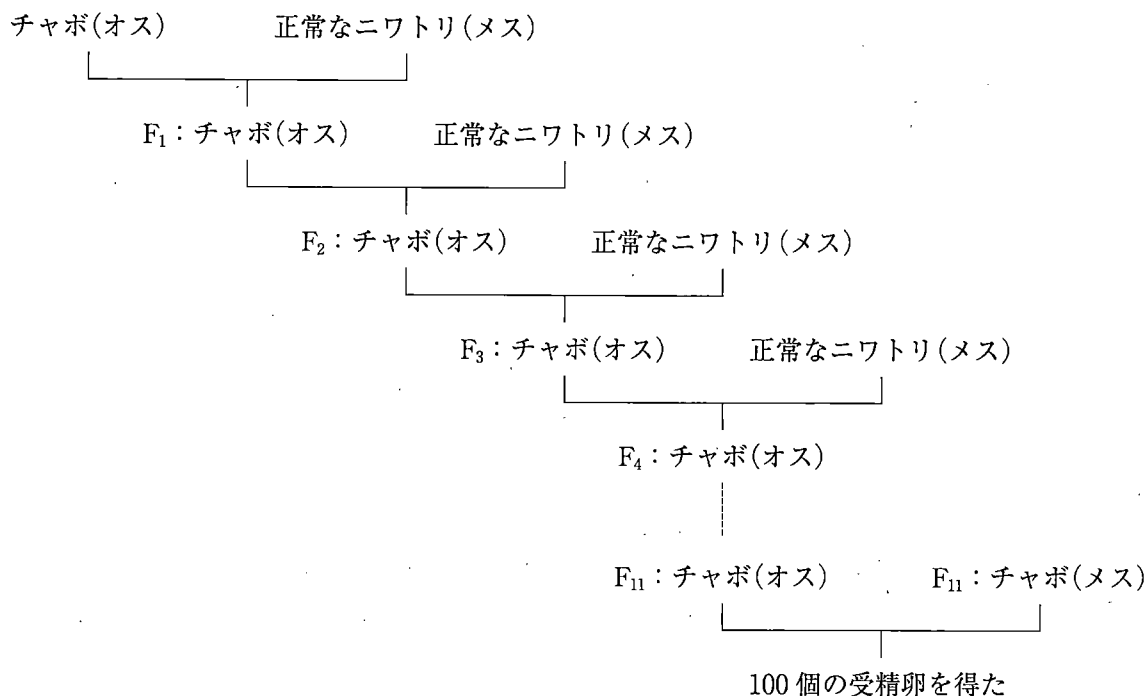 チャボ(オス) 正常なニワトリ(メス)
F₁：チャボ(オス) 正常なニワトリ(メス)
F₂：チャボ(オス) 正常なニワトリ(メス)
F₃：チャボ(オス) 正常なニワトリ(メス)
F₄：チャボ(オス)
F₁₁：チャボ(オス) F₁₁：チャボ(メス)
100個の受精卵を得た